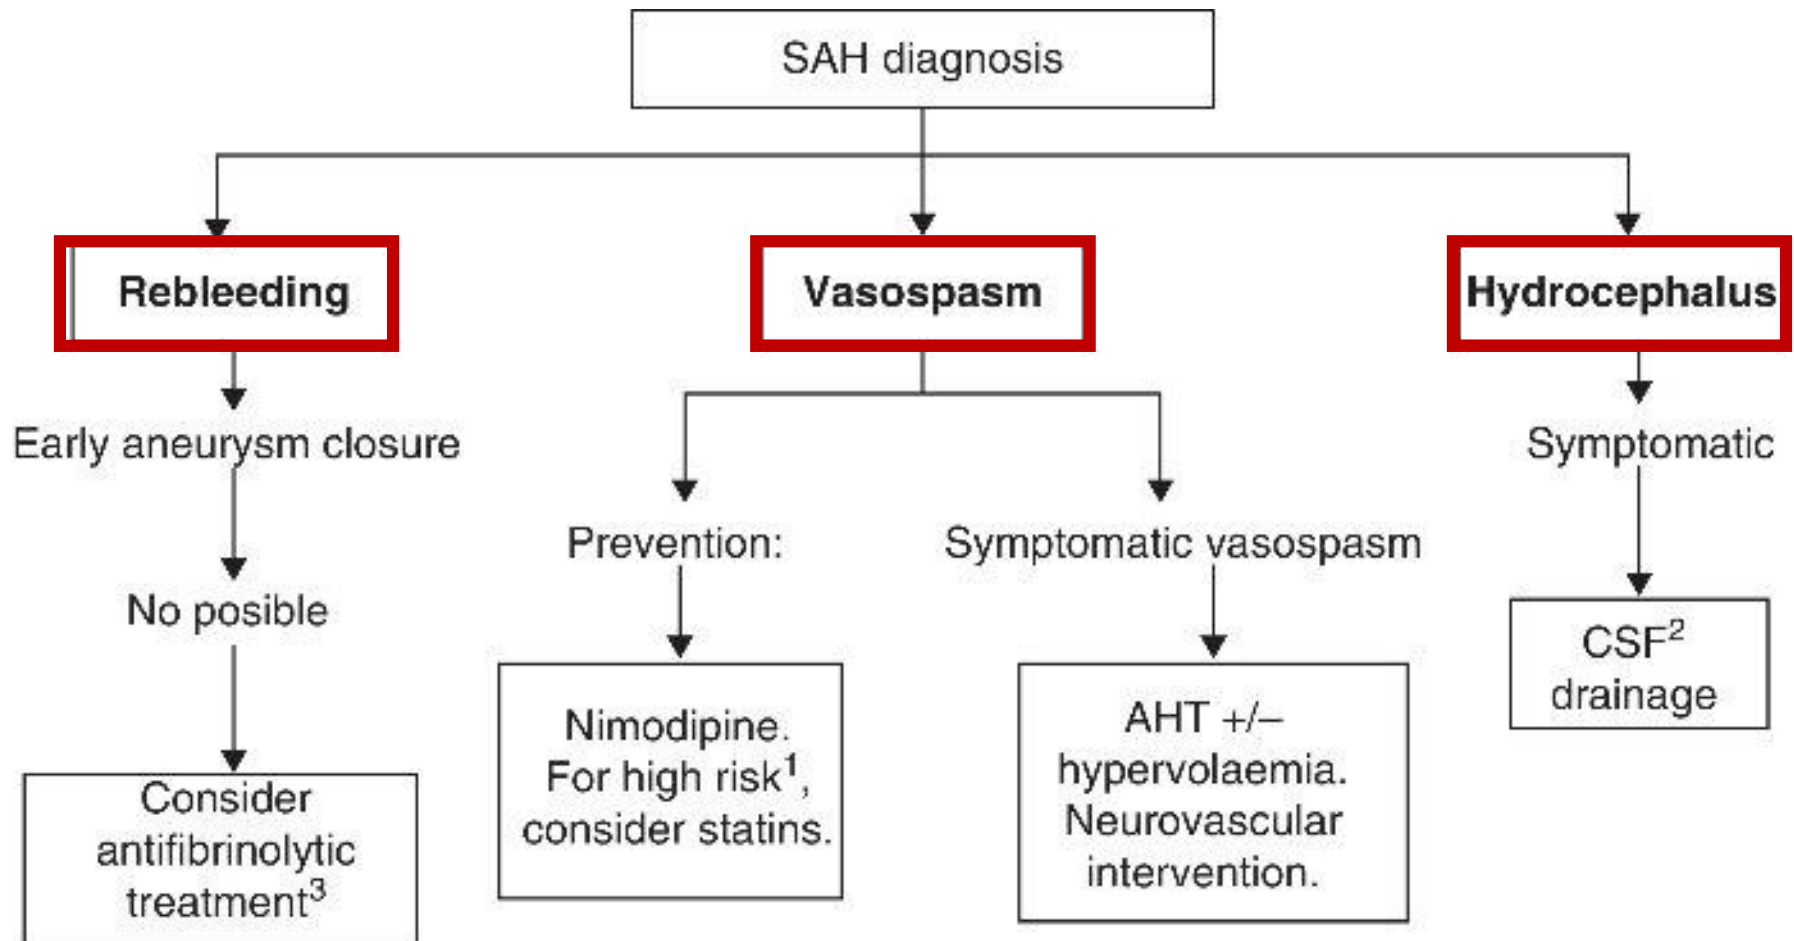 SAH diagnosis
Rebleeding
Vasospasm
Hydrocephalus
Early aneurysm closure
Symptomatic
Prevention:
Symptomatic vasospasm
No posible
CSF²
drainage
Nimodipine.
For high risk¹,
consider statins.
AHT +/–
hypervolaemia.
Neurovascular
intervention.
Consider
antifibrinolytic
treatment³